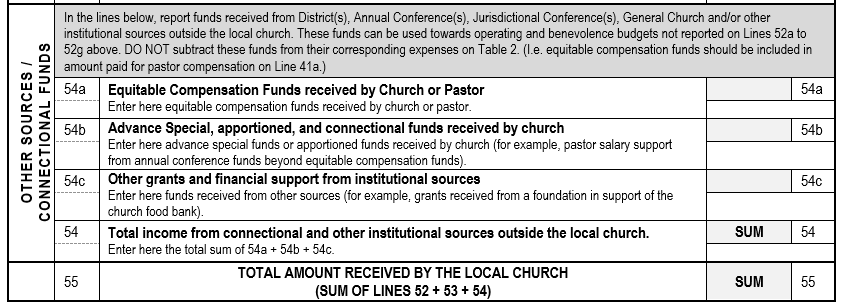 In the lines below, report funds received from District(s), Annual Conference(s), Jurisdictional Conference(s), General Church and/or other
institutional sources outside the local church. These funds can be used towards operating and benevolence budgets not reported on Lines 52a to
52g above. DO NOT subtract these funds from their corresponding expenses on Table 2. (I.e. equitable compensation funds should be included in
amount paid for pastor compensation on Line 41a.)
OTHER SOURCES /
CONNECTIONAL FUNDS
54a Equitable Compensation Funds received by Church or Pastor 54a
Enter here equitable compensation funds received by church or pastor.
54b Advance Special, apportioned, and connectional funds received by church 54b
Enter here advance special funds or apportioned funds received by church (for example, pastor salary support
from annual conference funds beyond equitable compensation funds).
54c Other grants and financial support from institutional sources 54c
Enter here funds received from other sources (for example, grants received from a foundation in support of the
church food bank).
54 Total income from connectional and other institutional sources outside the local church. SUM 54
Enter here the total sum of 54a + 54b + 54c.
55 TOTAL AMOUNT RECEIVED BY THE LOCAL CHURCH SUM 55
(SUM OF LINES 52 + 53 + 54)